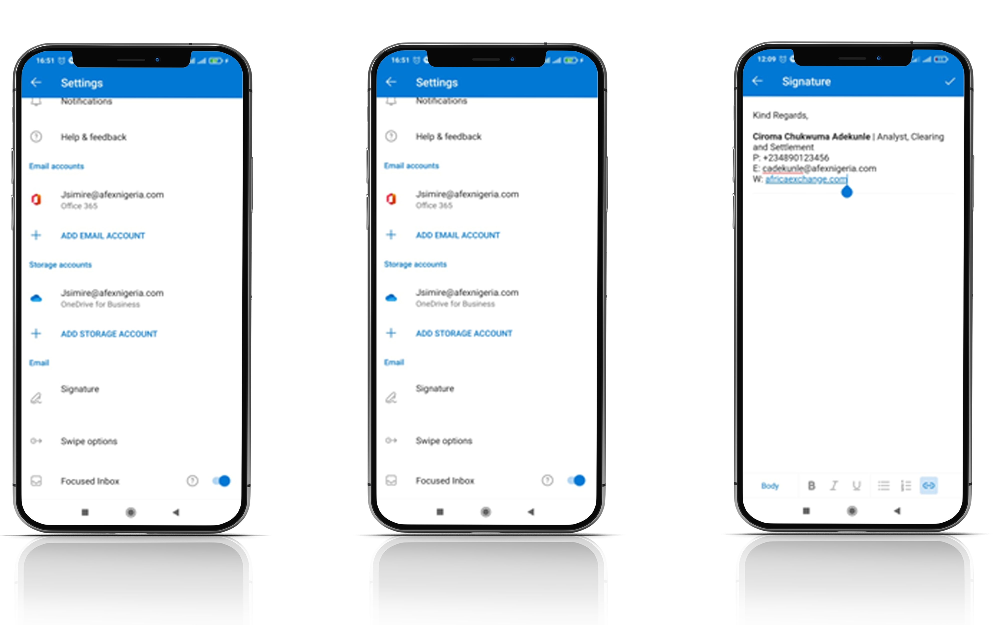 16:51
Settings
Notifications
Help & feedback
Email accounts
Jsimire@afexnigeria.com
Office 365
ADD EMAIL ACCOUNT
Storage accounts
Jsimire@afexnigeria.com
OneDrive for Business
ADD STORAGE ACCOUNT
Email
Signature
Swipe options
Focused Inbox
16:51
Settings
Notifications
Help & feedback
Email accounts
Jsimire@afexnigeria.com
Office 365
ADD EMAIL ACCOUNT
Storage accounts
Jsimire@afexnigeria.com
OneDrive for Business
ADD STORAGE ACCOUNT
Email
Signature
Swipe options
Focused Inbox
12:09
Signature
Kind Regards,
Ciroma Chukwuma Adekunle | Analyst, Clearing
and Settlement
P: +234890123456
E: cadekunle@afexnigeria.com
W: africaexchange.com
Body B I U